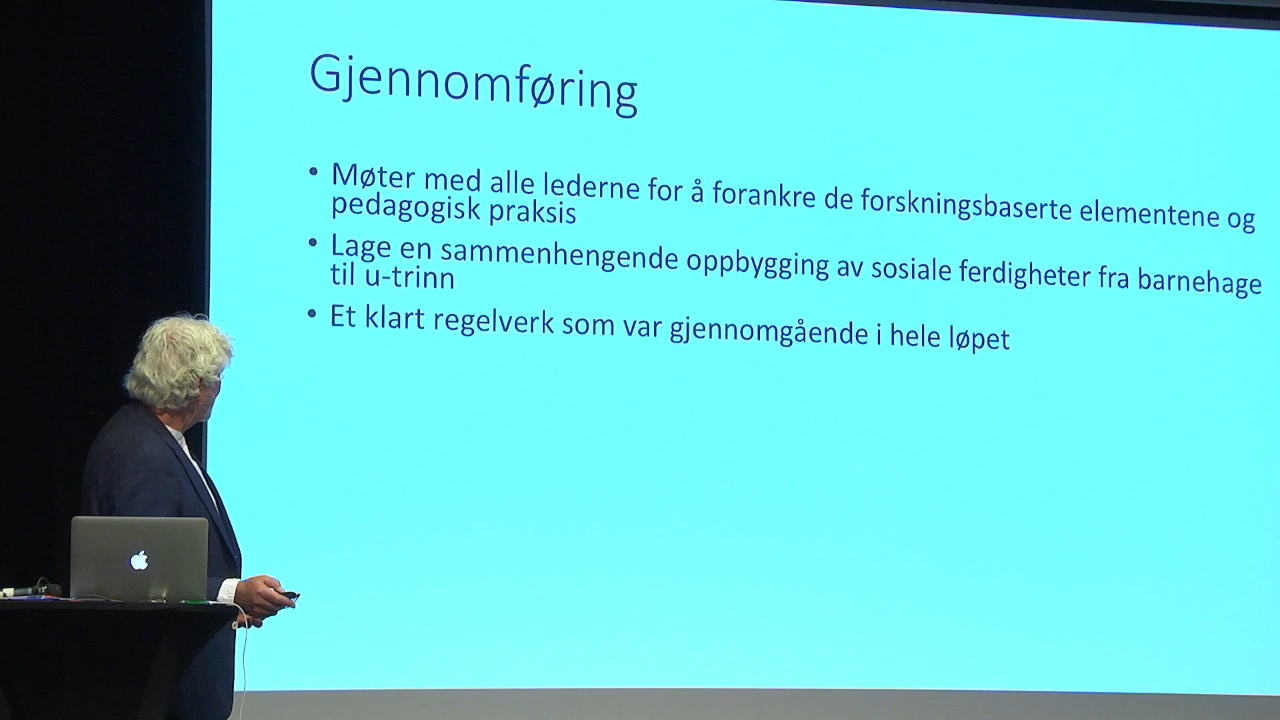 Gjennomføring
• Møter med alle lederne for å forankre de forskningsbaserte elementene og
pedagogisk praksis
• Lage en sammenhengende oppbygging av sosiale ferdigheter fra barnehage
til u-trinn
• Et klart regelverk som var gjennomgående i hele løpet